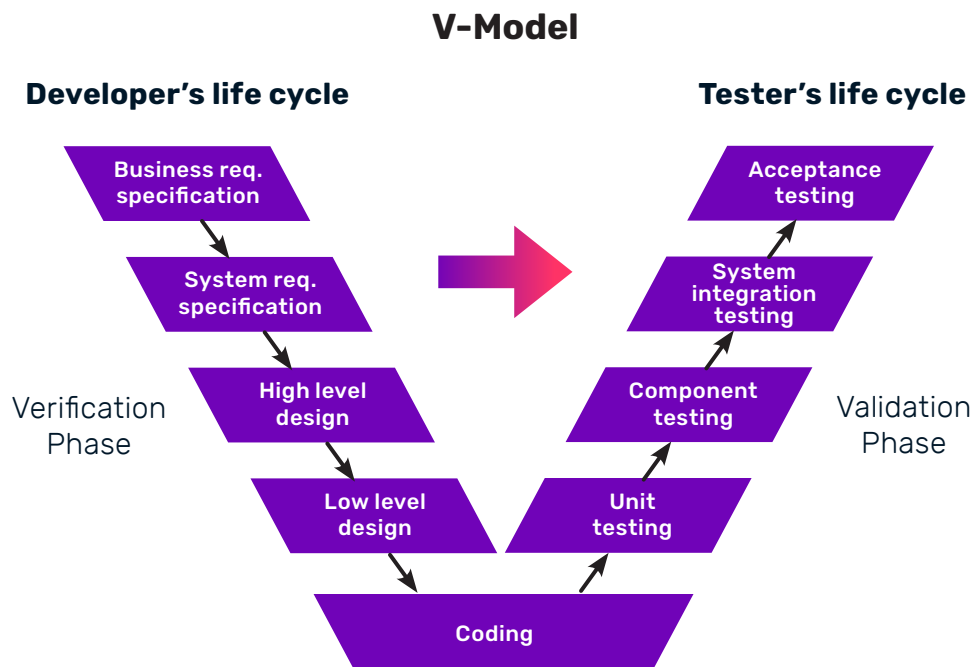 V-Model
Developer’s life cycle
Tester’s life cycle
Business req.
specification
System req.
specification
High level
design
Low level
design
Coding
Unit
testing
Component
testing
System
integration
testing
Acceptance
testing
Verification
Phase
Validation
Phase